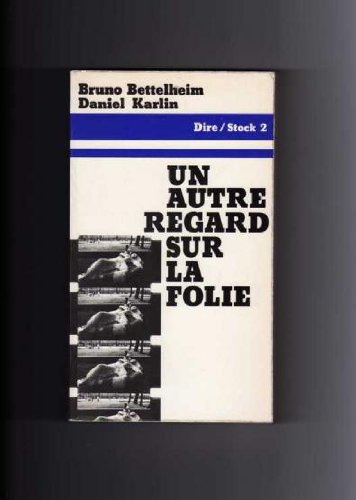 Bruno Bettelheim
Daniel Karlin
Dire/Stock 2
UN
AUTRE
REGARD
SUR
LA
FOLIE